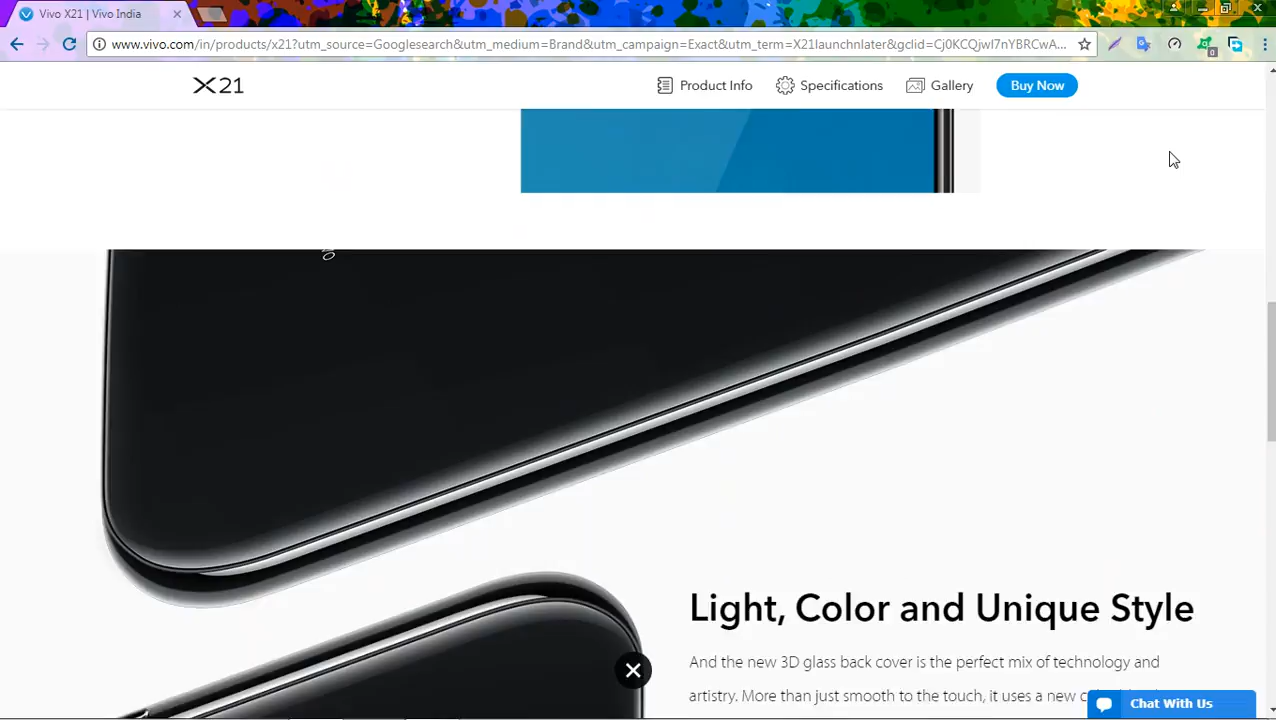 Vivo X21 | Vivo India
www.vivo.com/in/products/x21?utm_source=Googlesearch&utm_medium=Brand&utm_campaign=Exact&utm_term=X21launchnlater&gclid=Cj0KCQjwl7nYBRCwA...
X21
Product Info
Specifications
Gallery
Buy Now
Light, Color and Unique Style
And the new 3D glass back cover is the perfect mix of technology and
artistry. More than just smooth to the touch, it uses a new
Chat With Us